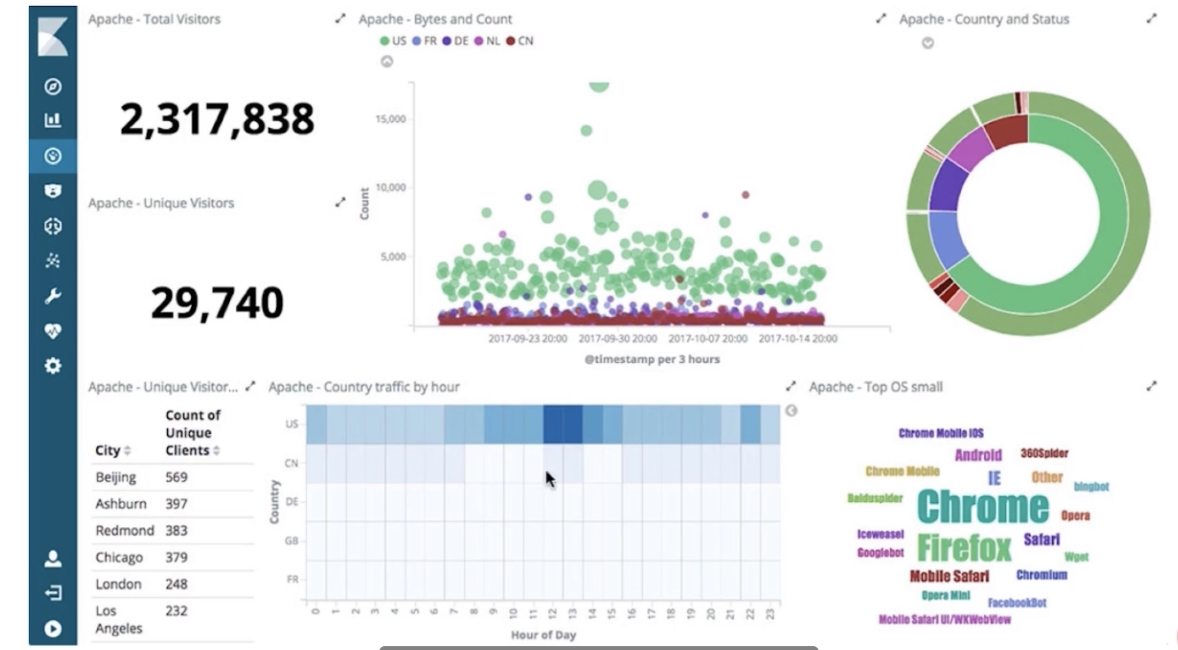 Apache - Total Visitors
2,317,838
Apache - Unique Visitors
29,740
Apache - Bytes and Count
US FR DE NL CN
Count
15,000
10,000
5,000
2017-09-23 20:00 2017-09-30 20:00 2017-10-07 20:00 2017-10-14 20:00
@timestamp per 3 hours
Apache - Country and Status
Apache - Unique Visitor...
City
Count of
Unique
Clients
Beijing 569
Ashburn 397
Redmond 383
Chicago 379
London 248
Los
Angeles
232
Apache - Country traffic by hour
Country
US
CN
DE
GB
FR
0 1 2 3 4 5 6 7 8 9 10 11 12 13 14 15 16 17 18 19 20 21 22 23
Hour of Day
Apache - Top OS small
Chrome Mobile iOS
Android 360Spider
Chrome Mobile IE Other
bingbot
Baiduspider Chrome Opera
Iceweasel Firefox Safari
Googlebot Wget
Mobile Safari Chromium
Opera Mini FacebookBot
Mobile Safari UI/WKWebView